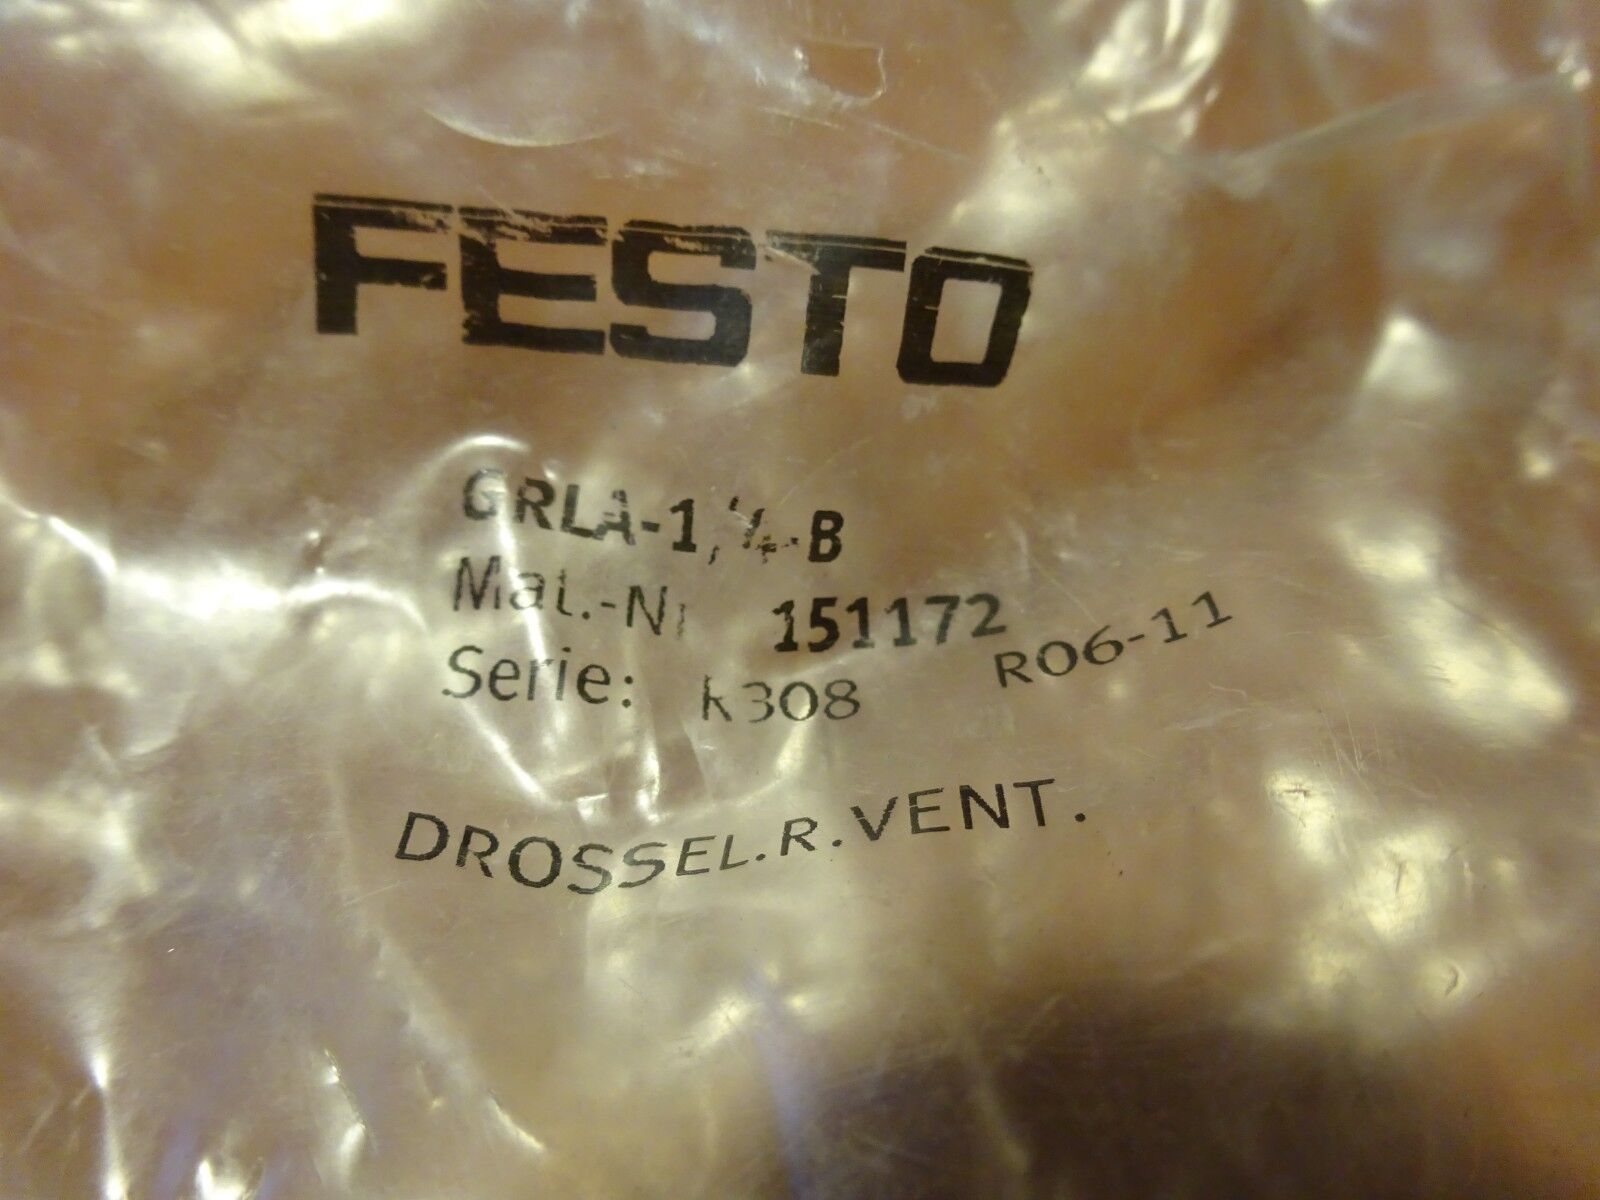 FESTO
GRLA-1/4-B
Mat.-Nr 151172
Serie: K308 R06-11
DROSSEL.R.VENT.